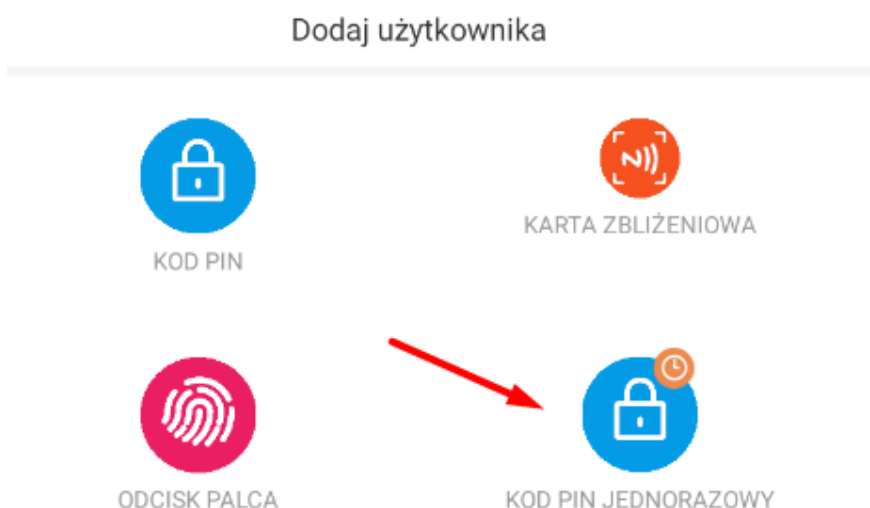 Dodaj użytkownika
KOD PIN
KARTA ZBLIŻENIOWA
ODCISK PALCA
KOD PIN JEDNORAZOWY